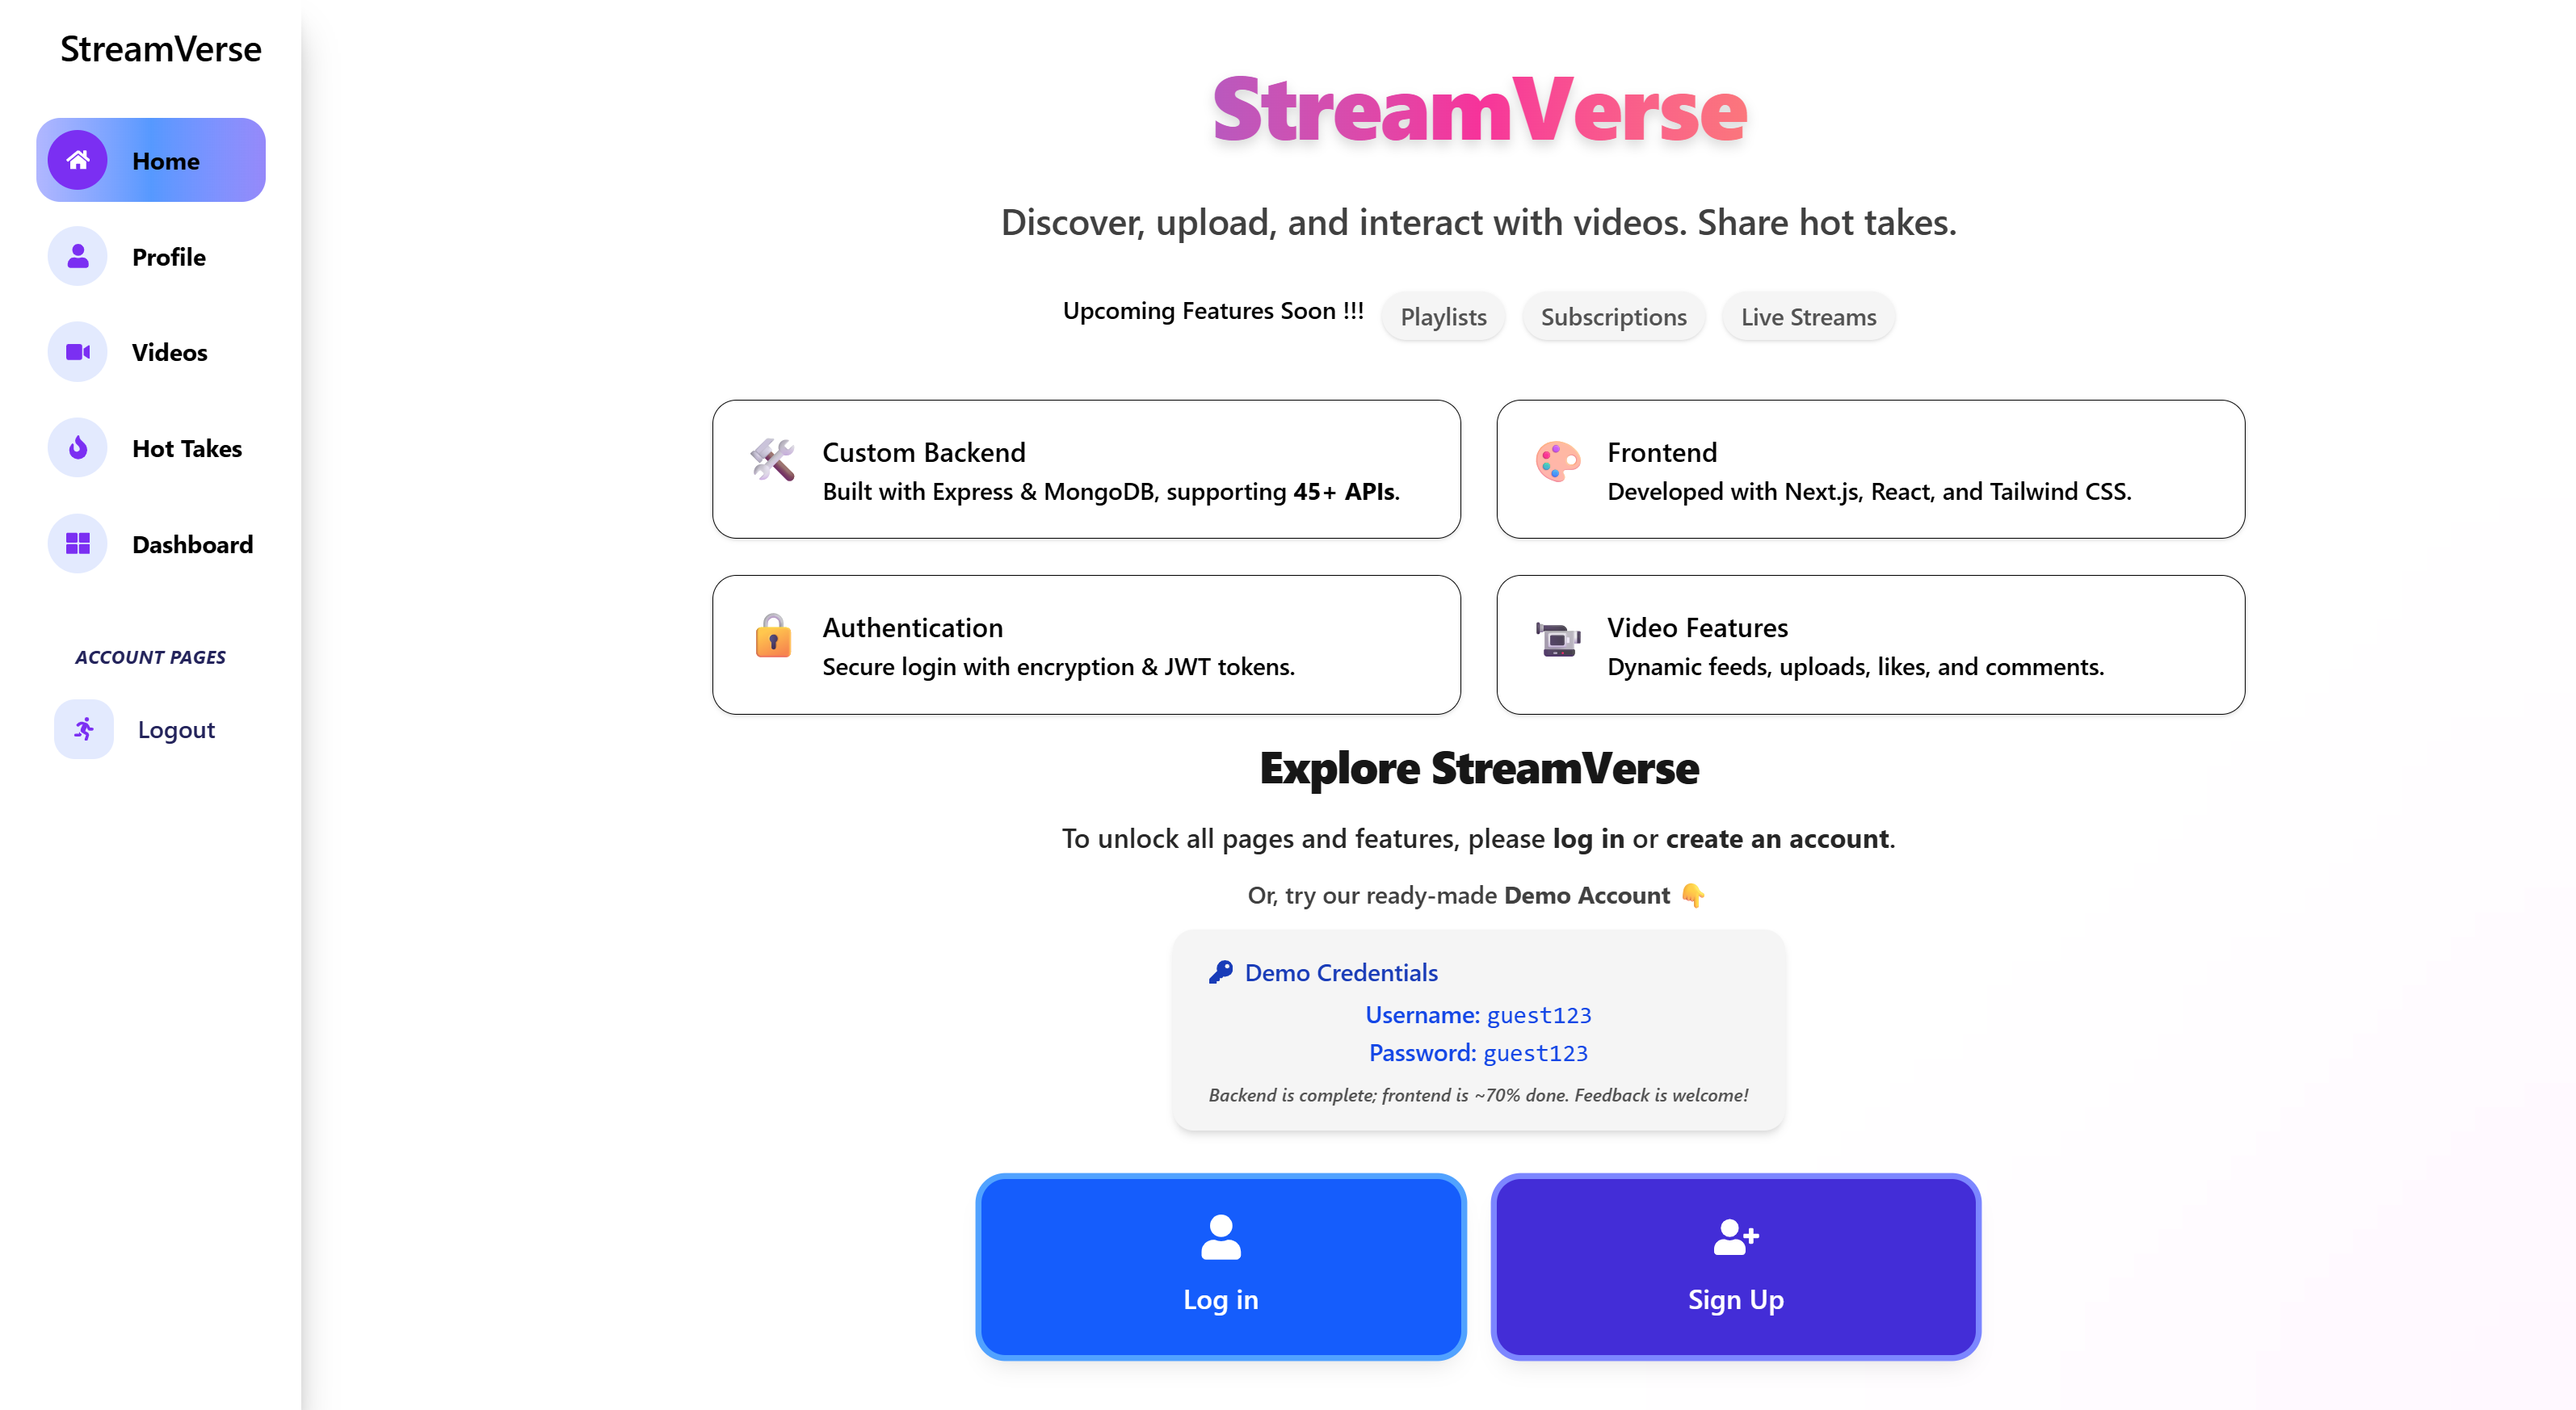 StreamVerse
Home
Profile
Videos
Hot Takes
Dashboard
ACCOUNT PAGES
Logout
StreamVerse
Discover, upload, and interact with videos. Share hot takes.
Upcoming Features Soon !!! Playlists Subscriptions Live Streams
Custom Backend
Built with Express & MongoDB, supporting 45+ APIs.
Frontend
Developed with Next.js, React, and Tailwind CSS.
Authentication
Secure login with encryption & JWT tokens.
Video Features
Dynamic feeds, uploads, likes, and comments.
Explore StreamVerse
To unlock all pages and features, please log in or create an account.
Or, try our ready-made Demo Account 👇
Demo Credentials
Username: guest123
Password: guest123
Backend is complete; frontend is ~70% done. Feedback is welcome!
Log in
Sign Up